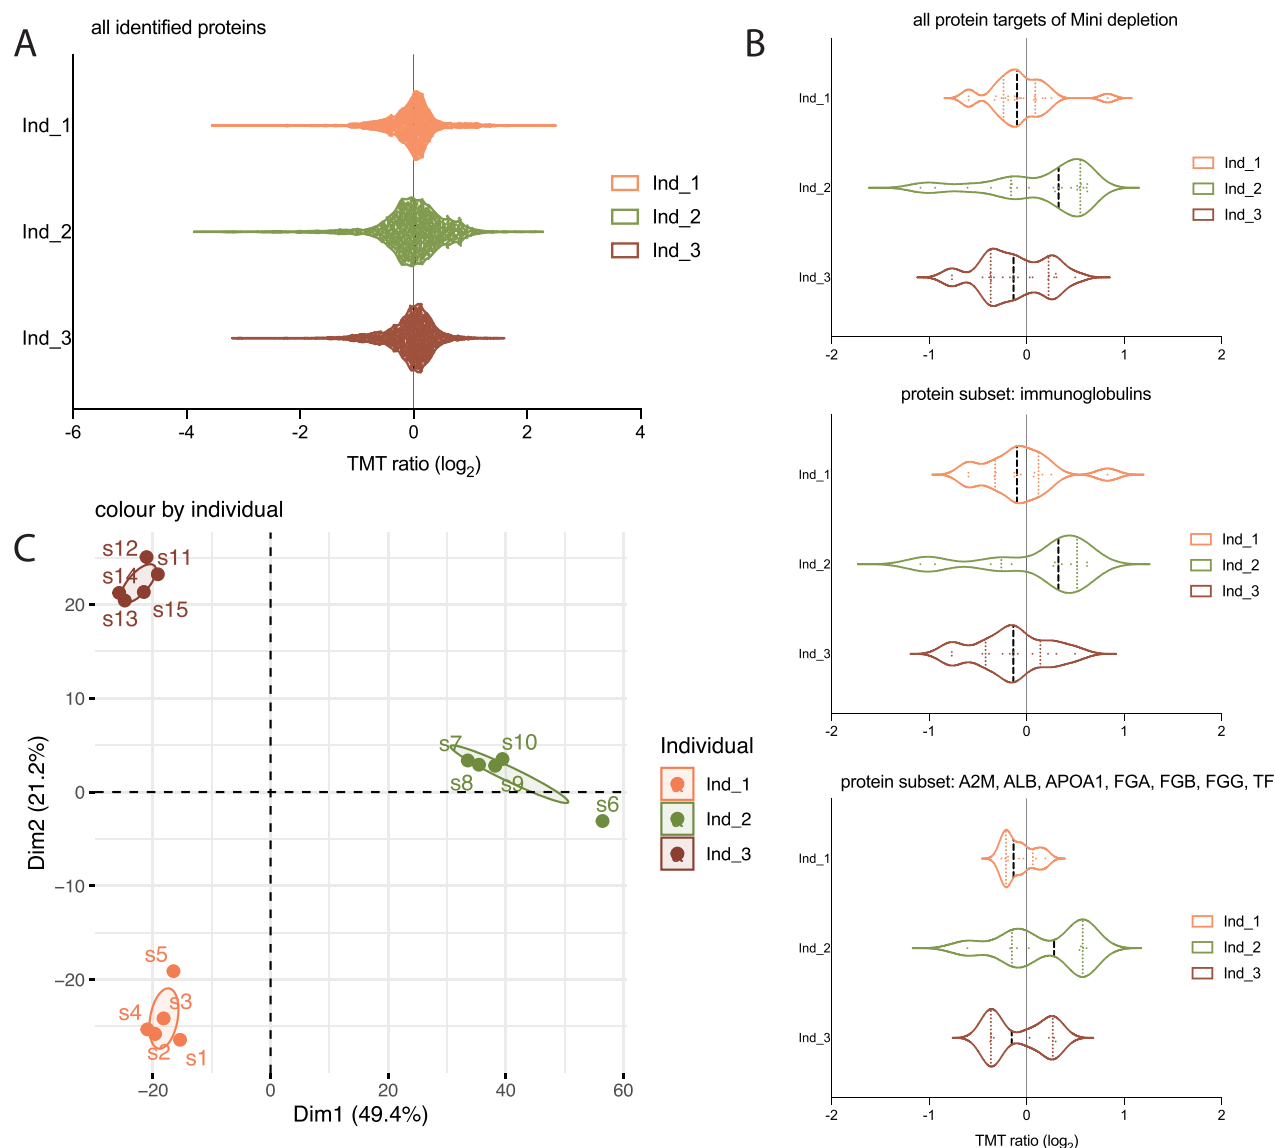 A
all identified proteins
Ind_1
Ind_2
Ind_3
Ind_1
Ind_2
Ind_3
-6
-4
-2
0
2
4
TMT ratio (log2)
B
all protein targets of Mini depletion
Ind_1
Ind_2
Ind_3
Ind_1
Ind_2
Ind_3
-2
-1
0
1
2
protein subset: immunoglobulins
Ind_1
Ind_2
Ind_3
Ind_1
Ind_2
Ind_3
-2
-1
0
1
2
protein subset: A2M, ALB, APOA1, FGA, FGB, FGG, TF
Ind_1
Ind_2
Ind_3
Ind_1
Ind_2
Ind_3
-2
-1
0
1
2
TMT ratio (log2)
C
colour by individual
s12
s11
s14
s13
s15
s7
s10
s8
s9
s6
s5
s4
s3
s2
s1
20
10
0
−10
−20
Dim2 (21.2%)
−20
0
20
40
60
Dim1 (49.4%)
Individual
Ind_1
Ind_2
Ind_3